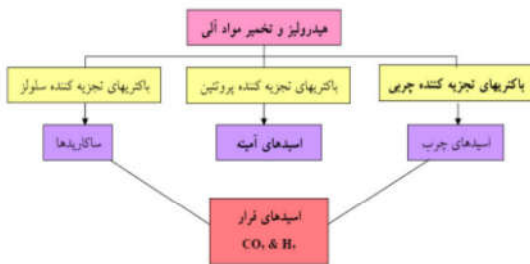 هیدرولیز و تخمیر مواد آلی
باکتریهای تجزیه کننده چربی
باکتریهای تجزیه کننده پروتئین
باکتریهای تجزیه کننده سلولز
اسیدهای چرب
اسیدهای آمینه
ساکاریدها
اسیدهای فرار
CO₂ & H₂